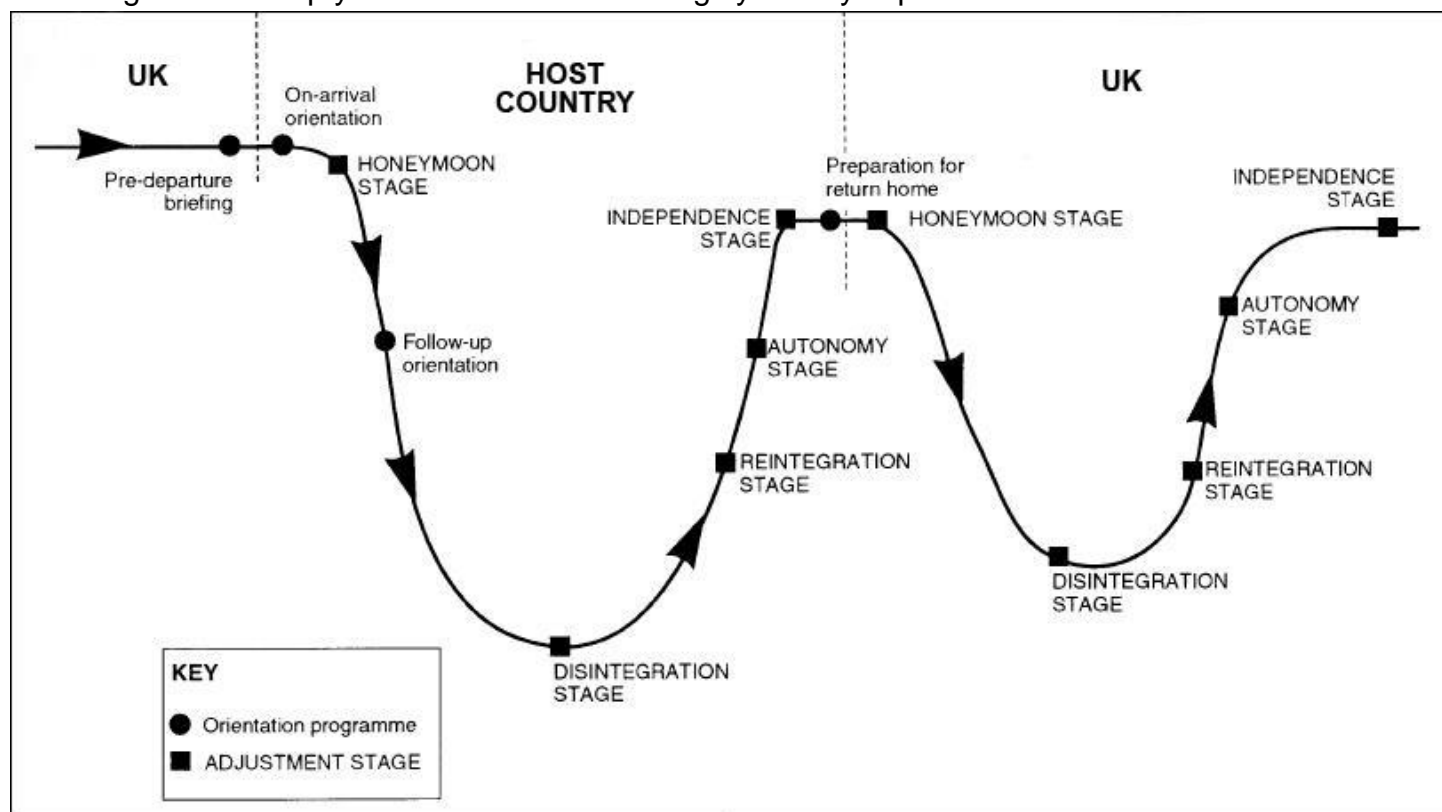 UK
HOST
COUNTRY
UK
On-arrival
orientation
Pre-departure
briefing
HONEYMOON
STAGE
Follow-up
orientation
DISINTEGRATION
STAGE
REINTEGRATION
STAGE
AUTONOMY
STAGE
INDEPENDENCE
STAGE
Preparation for
return home
HONEYMOON STAGE
DISINTEGRATION
STAGE
REINTEGRATION
STAGE
AUTONOMY
STAGE
INDEPENDENCE
STAGE
KEY
Orientation programme
ADJUSTMENT STAGE